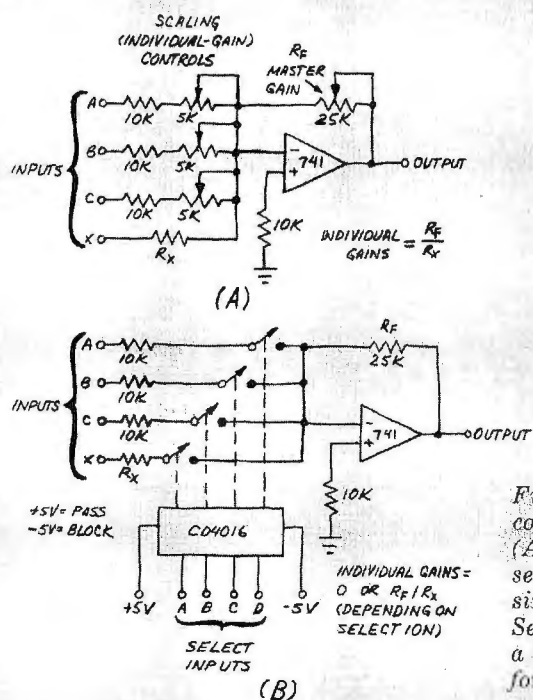 SCALING
(INDIVIDUAL-GAIN)
CONTROLS
RF
MASTER
GAIN
A
10K
5K
25K
B
10K
5K
INPUTS
-
741
+
OUTPUT
C
10K
5K
10K
X
RX
INDIVIDUAL GAINS = RF/RX
(A)
A
10K
RF
25K
B
10K
INPUTS
C
10K
-
741
+
OUTPUT
X
RX
10K
+5V = PASS
-5V = BLOCK
CD4016
+5V
A B C D
-5V
SELECT
INPUTS
INDIVIDUAL GAINS =
0 OR RF/RX
(DEPENDING ON
SELECTION)
(B)
co
(A
se
si
Se
a
fo